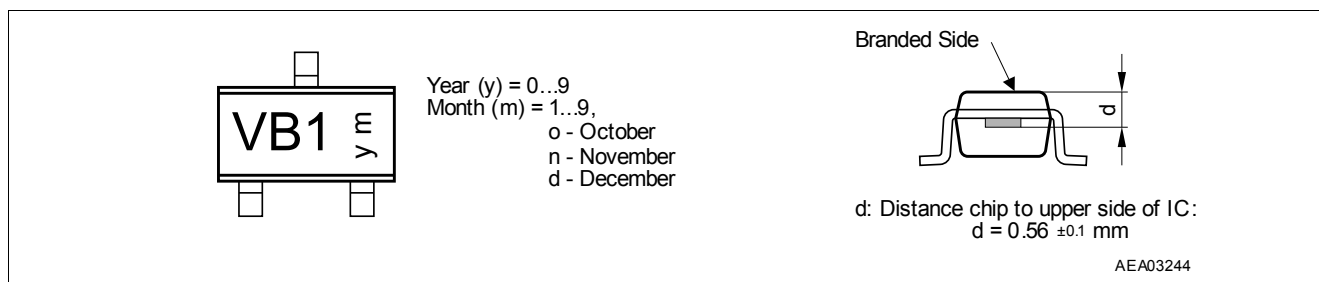 VB1
y m
Year (y) = 0...9
Month (m) = 1...9,
o - October
n - November
d - December
Branded Side
d
d: Distance chip to upper side of IC:
d = 0.56 ±0.1 mm
AEA03244